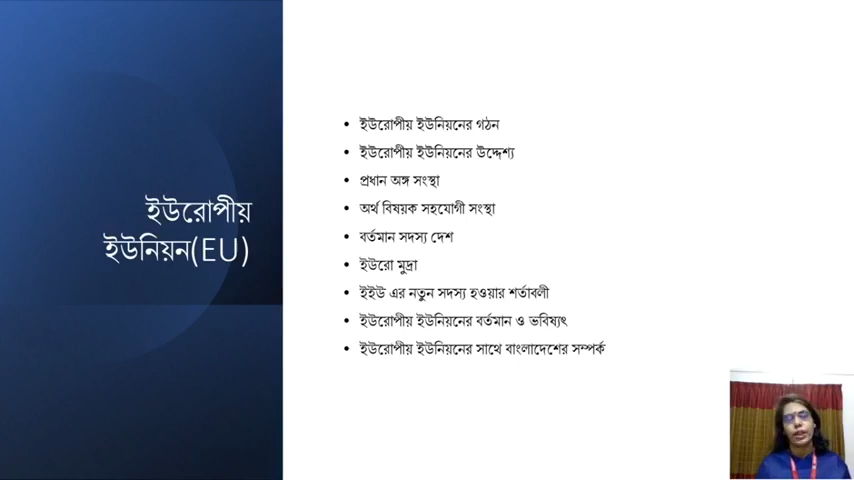 ইউরোপীয়
ইউনিয়ন(EU)
• ইউরোপীয় ইউনিয়নের গঠন
• ইউরোপীয় ইউনিয়নের উদ্দেশ্য
• প্রধান অঙ্গ সংস্থা
• অর্থ বিষয়ক সহযোগী সংস্থা
• বর্তমান সদস্য দেশ
• ইউরো মুদ্রা
• ইইউ এর নতুন সদস্য হওয়ার শর্তাবলী
• ইউরোপীয় ইউনিয়নের বর্তমান ও ভবিষ্যৎ
• ইউরোপীয় ইউনিয়নের সাথে বাংলাদেশের সম্পর্ক